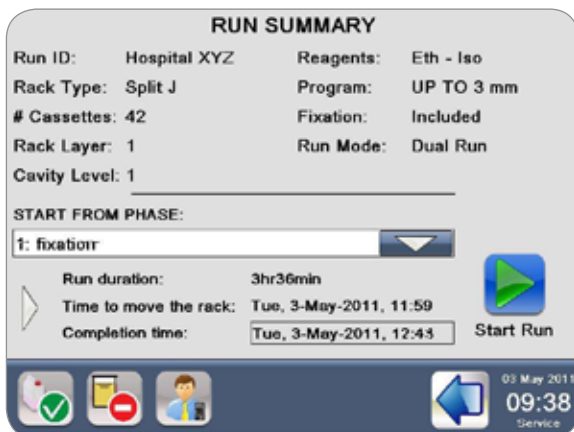 RUN SUMMARY
Run ID: Hospital XYZ Reagents: Eth - Iso
Rack Type: Split J Program: UP TO 3 mm
# Cassettes: 42 Fixation: Included
Rack Layer: 1 Run Mode: Dual Run
Cavity Level: 1
START FROM PHASE:
1: fixation
Run duration: 3hr36min
Time to move the rack: Tue, 3-May-2011, 11:59
Completion time: Tue, 3-May-2011, 12:43
Start Run
03 May 2011
09:38
Service